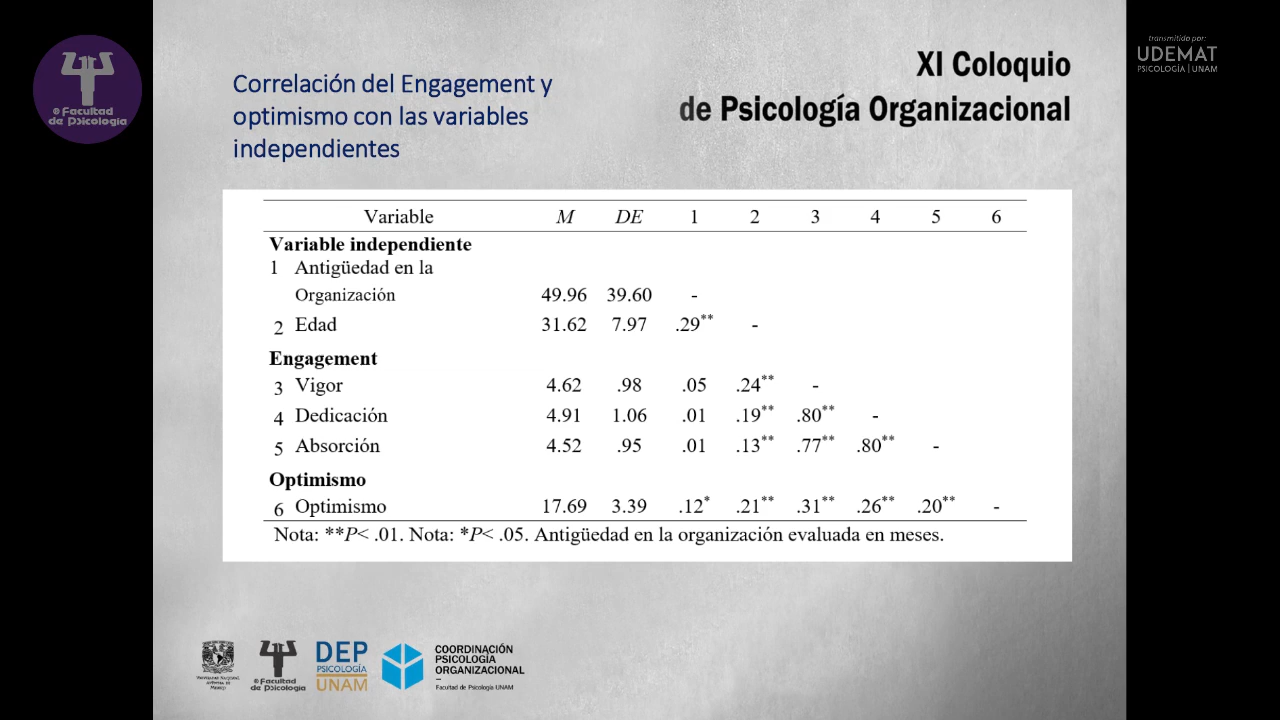 © Facultad
de Psicología
Correlación del Engagement y
optimismo con las variables
independientes
XI Coloquio
de Psicología Organizacional
transmitido por:
UDEMAT
PSICOLOGÍA | UNAM
Variable M DE 1 2 3 4 5 6
Variable independiente
1 Antigüedad en la
Organización 49.96 39.60 -
2 Edad 31.62 7.97 .29** -
Engagement
3 Vigor 4.62 .98 .05 .24** -
4 Dedicación 4.91 1.06 .01 .19** .80** -
5 Absorción 4.52 .95 .01 .13** .77** .80** -
Optimismo
6 Optimismo 17.69 3.39 .12* .21** .31** .26** .20** -
Nota: **P< .01. Nota: *P< .05. Antigüedad en la organización evaluada en meses.
© Facultad
de Psicología
DEP
PSICOLOGÍA
UNAM
COORDINACIÓN
PSICOLOGÍA
ORGANIZACIONAL
Facultad de Psicología UNAM